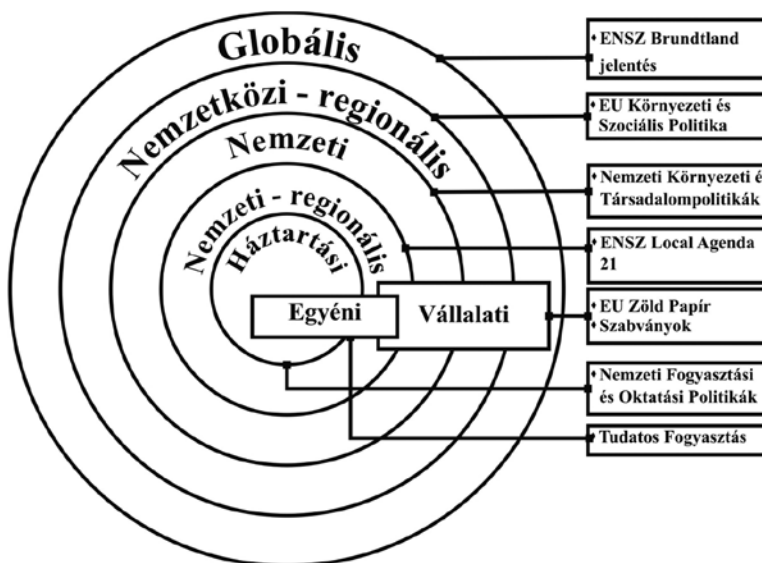 Globális
Nemzetközi - regionális
Nemzeti
Nemzeti - regionális
Háztartási
Egyéni
Vállalati
♦ ENSZ Brundtland
jelentés
♦ EU Környezeti és
Szociális Politika
♦ Nemzeti Környezeti é
Társadalompolitikák
♦ ENSZ Local Agenda
21
♦ EU Zöld Papír
♦ Szabványok
♦ Nemzeti Fogyasztási
és Oktatási Politikák
♦ Tudatos Fogyasztás